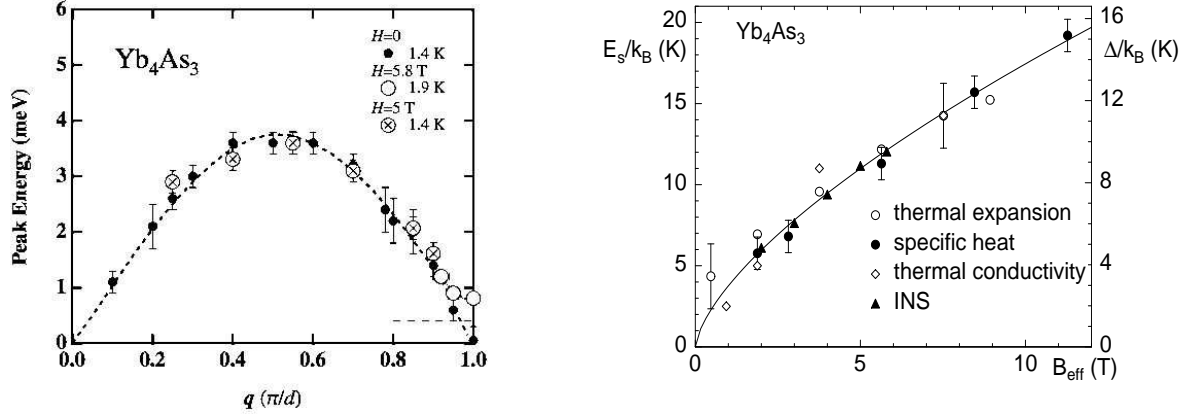 6
5
4
3
2
1
0
Peak Energy (meV)
Yb4As3
H=0
1.4 K
H=5.8 T
1.9 K
H=5 T
1.4 K
0.0 0.2 0.4 0.6 0.8 1.0
q (π/d)
20
15
10
5
0
Es/kB (K)
Yb4As3
16
12
8
4
0
Δ/kB (K)
thermal expansion
specific heat
thermal conductivity
INS
0 5 10
Beff (T)